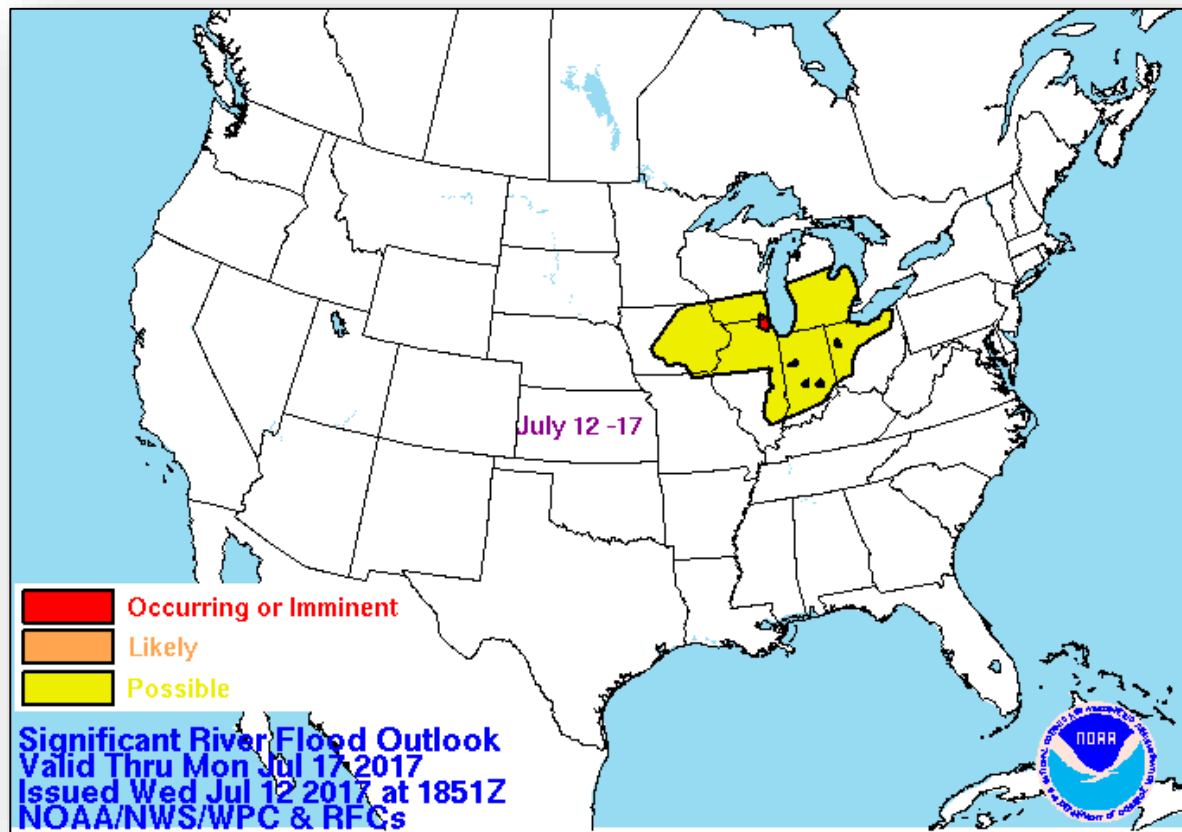 July 12 -17
Occurring or Imminent
Likely
Possible
Significant River Flood Outlook
Valid Thru Mon Jul 17 2017
Issued Wed Jul 12 2017 at 1851Z
NOAA/NWS/WPC & RFCs
NOAA